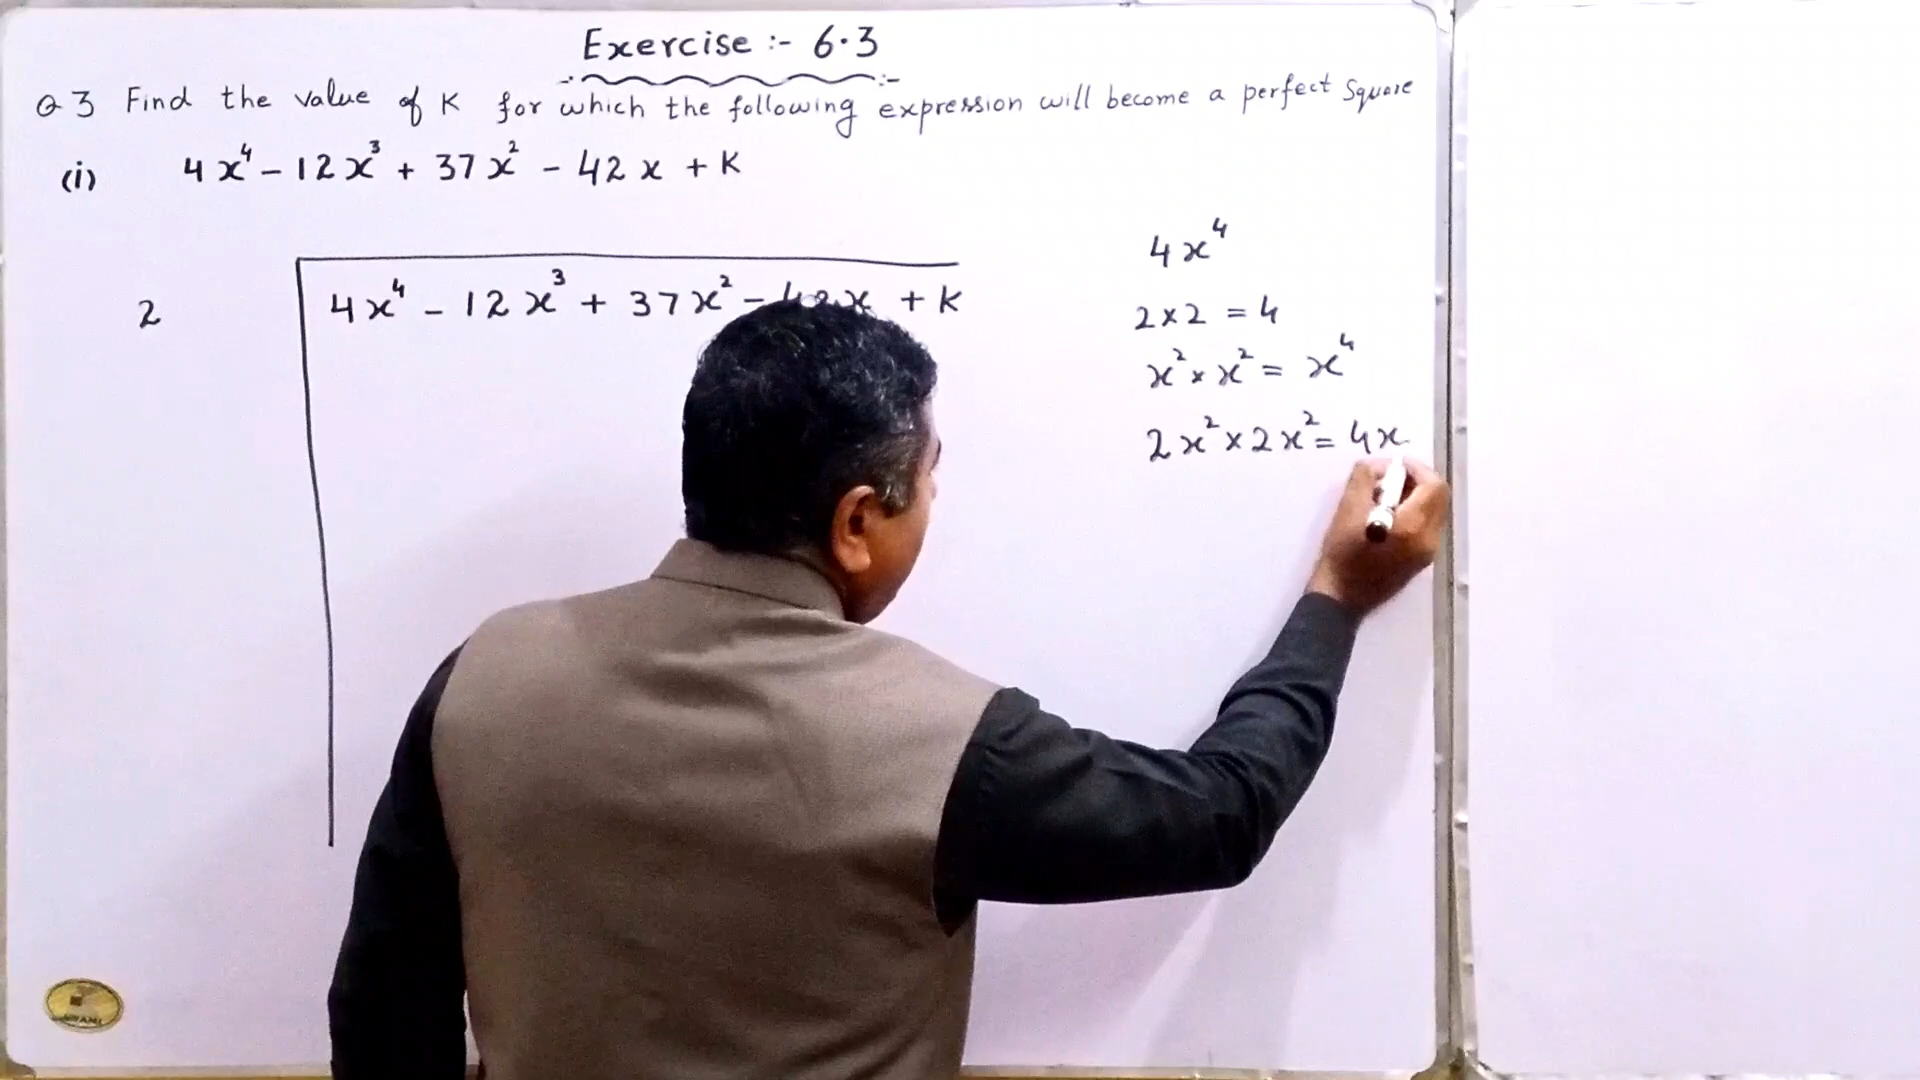 Exercise :- 6.3
Q3 Find the value of K for which the following expression will become a perfect Square
(i) 4x⁴ - 12x³ + 37x² - 42x + K
2 4x⁴ - 12x³ + 37x² - 42x + K
4x⁴
2 × 2 = 4
x² × x² = x⁴
2x² × 2x² = 4x